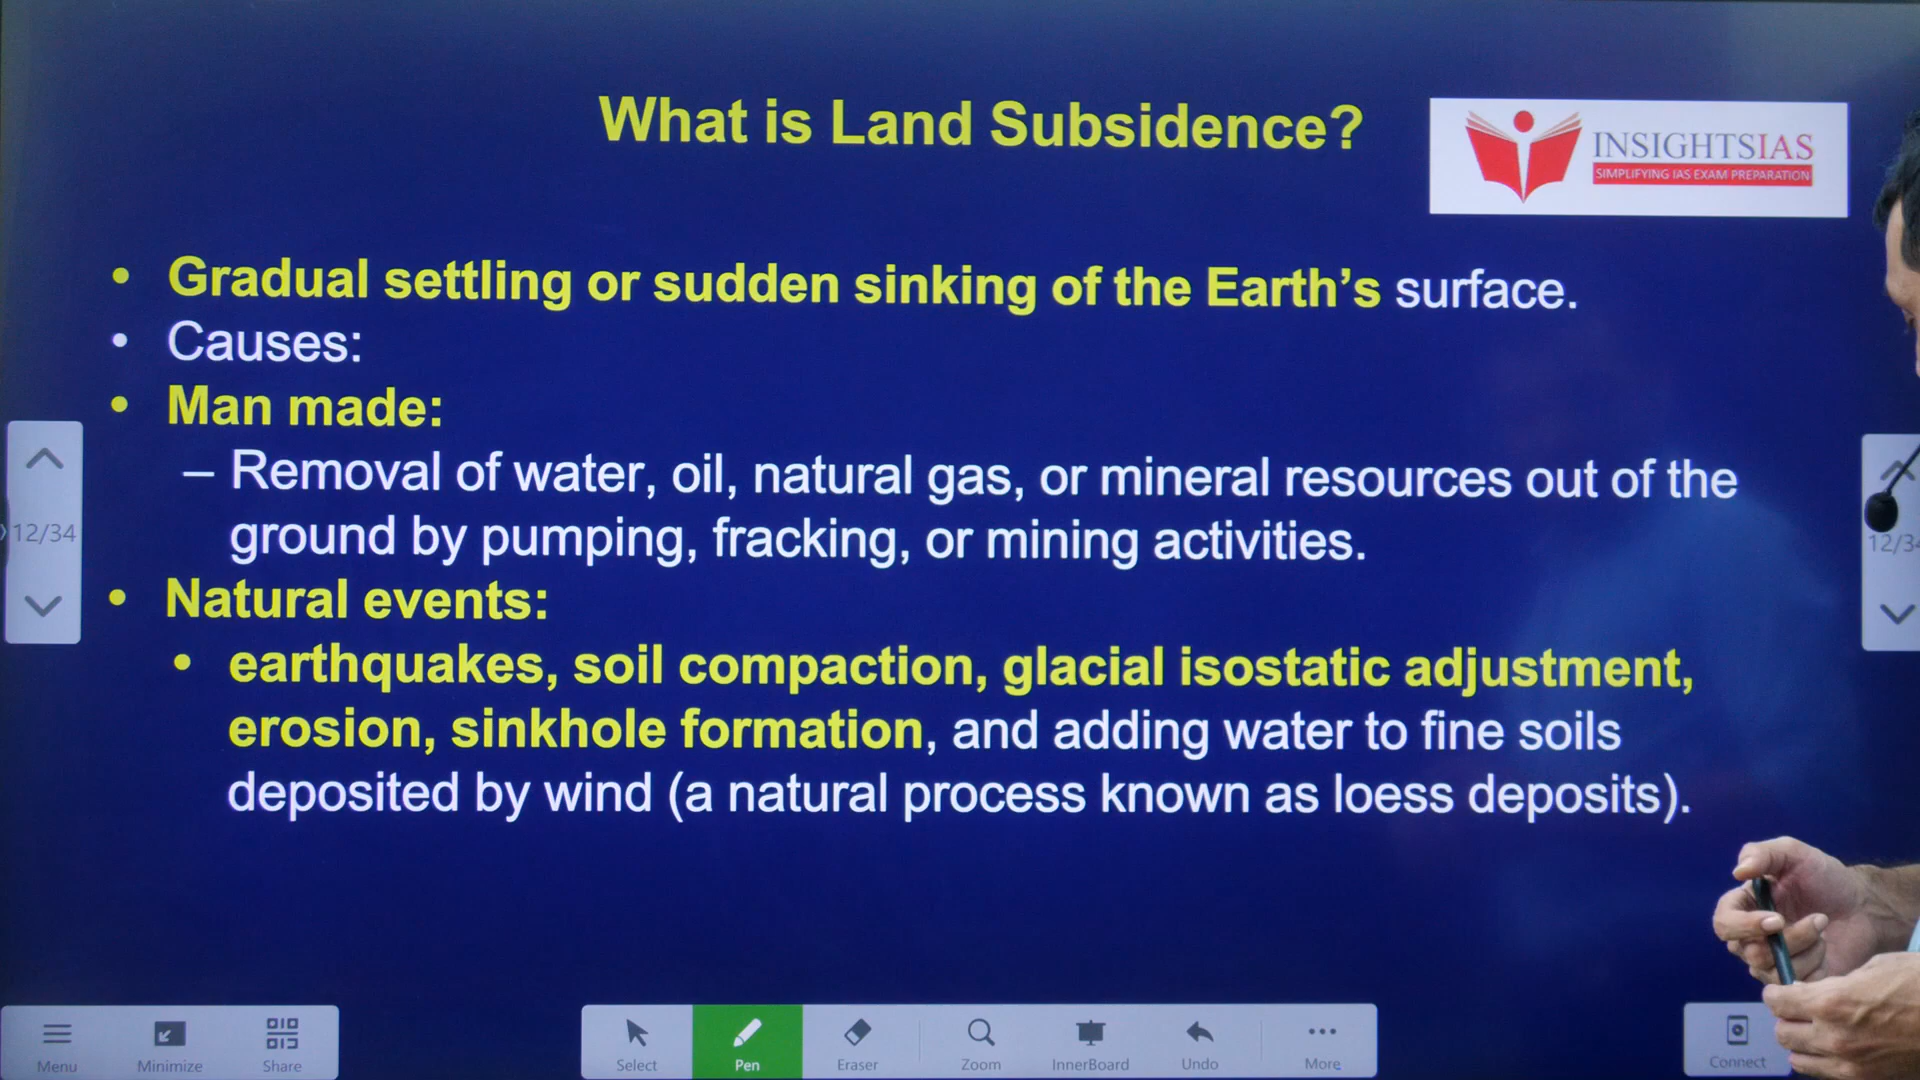 What is Land Subsidence?
INSIGHTSIAS
SIMPLIFYING IAS EXAM PREPARATION
• Gradual settling or sudden sinking of the Earth's surface.
• Causes:
• Man made:
– Removal of water, oil, natural gas, or mineral resources out of the
ground by pumping, fracking, or mining activities.
• Natural events:
• earthquakes, soil compaction, glacial isostatic adjustment,
erosion, sinkhole formation, and adding water to fine soils
deposited by wind (a natural process known as loess deposits).
12/34
12/34
Menu
Minimize
Share
Select
Pen
Eraser
Zoom
InnerBoard
Undo
More
Connect